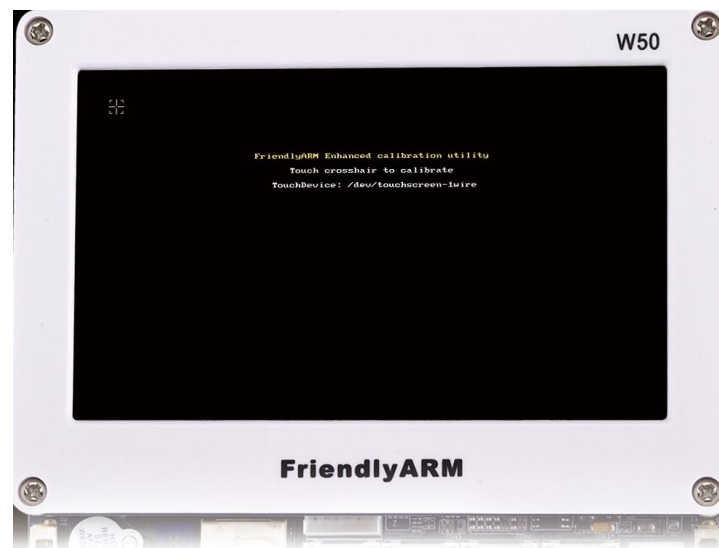 W50
FriendlyARM Enhanced calibration utility
Touch crosshair to calibrate
TouchDevice: /dev/touchscreen-1wire
FriendlyARM